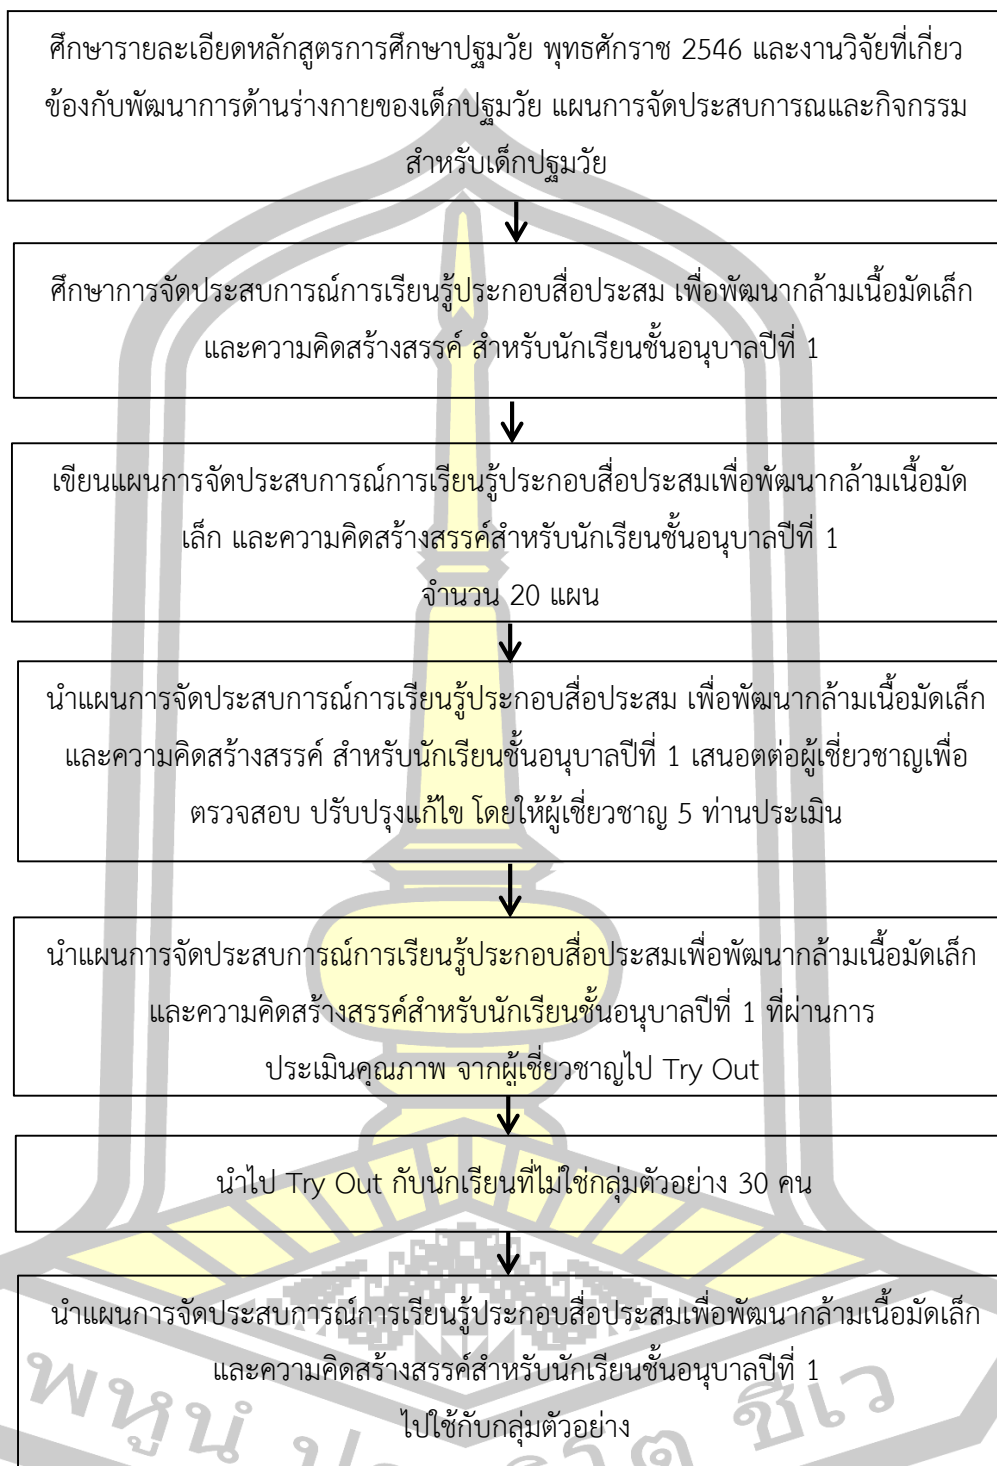 ศึกษารายละเอียดหลักสูตรการศึกษาปฐมวัย พุทธศักราช 2546 และงานวิจัยที่เกี่ยว
ข้องกับพัฒนาการด้านร่างกายของเด็กปฐมวัย แผนการจัดประสบการณและกิจกรรม
สำหรับเด็กปฐมวัย
ศึกษาการจัดประสบการณ์การเรียนรู้ประกอบสื่อประสม เพื่อพัฒนากล้ามเนื้อมัดเล็ก
และความคิดสร้างสรรค์ สำหรับนักเรียนชั้นอนุบาลปีที่ 1
เขียนแผนการจัดประสบการณ์การเรียนรู้ประกอบสื่อประสมเพื่อพัฒนากล้ามเนื้อมัด
เล็ก และความคิดสร้างสรรค์สำหรับนักเรียนชั้นอนุบาลปีที่ 1
จำนวน 20 แผน
นำแผนการจัดประสบการณ์การเรียนรู้ประกอบสื่อประสม เพื่อพัฒนากล้ามเนื้อมัดเล็ก
และความคิดสร้างสรรค์ สำหรับนักเรียนชั้นอนุบาลปีที่ 1 เสนอตต่อผู้เชี่ยวชาญเพื่อ
ตรวจสอบ ปรับปรุงแก้ไข โดยให้ผู้เชี่ยวชาญ 5 ท่านประเมิน
นำแผนการจัดประสบการณ์การเรียนรู้ประกอบสื่อประสมเพื่อพัฒนากล้ามเนื้อมัดเล็ก
และความคิดสร้างสรรค์สำหรับนักเรียนชั้นอนุบาลปีที่ 1 ที่ผ่านการ
ประเมินคุณภาพ จากผู้เชี่ยวชาญไป Try Out
นำไป Try Out กับนักเรียนที่ไม่ใช่กลุ่มตัวอย่าง 30 คน
นำแผนการจัดประสบการณ์การเรียนรู้ประกอบสื่อประสมเพื่อพัฒนากล้ามเนื้อมัดเล็ก
และความคิดสร้างสรรค์สำหรับนักเรียนชั้นอนุบาลปีที่ 1
ไปใช้กับกลุ่มตัวอย่าง
พหูนํ ชีเว